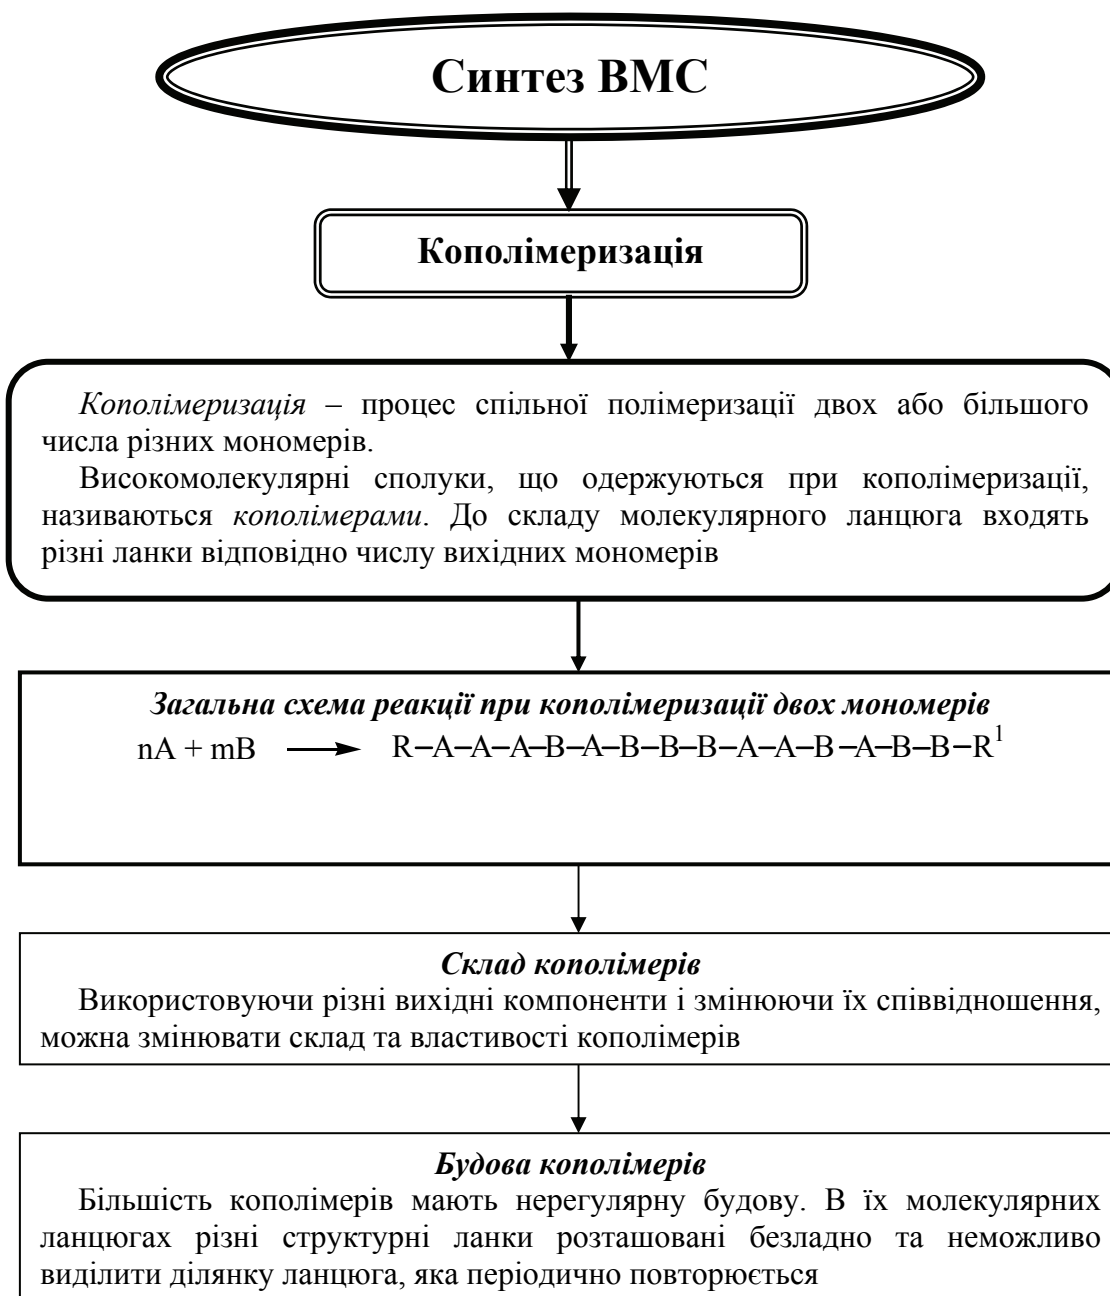 Синтез ВМС
Кополімеризація
Кополімеризація – процес спільної полімеризації двох або більшого
числа різних мономерів.
Високомолекулярні сполуки, що одержуються при кополимеризації,
називаються кополімерами. До складу молекулярного ланцюга входять
різні ланки відповідно числу вихідних мономерів
Загальна схема реакції при кополімеризації двох мономерів
nA + mB ⟶ R–A–A–A–B–A–B–B–B–A–A–B–A–B–B–R¹
Склад кополімерів
Використовуючи різні вихідні компоненти і змінюючи їх співвідношення,
можна змінювати склад та властивості кополімерів
Будова кополімерів
Більшість кополімерів мають нерегулярну будову. В їх молекулярних
ланцюгах різні структурні ланки розташовані безладно та неможливо
виділити ділянку ланцюга, яка періодично повторюється